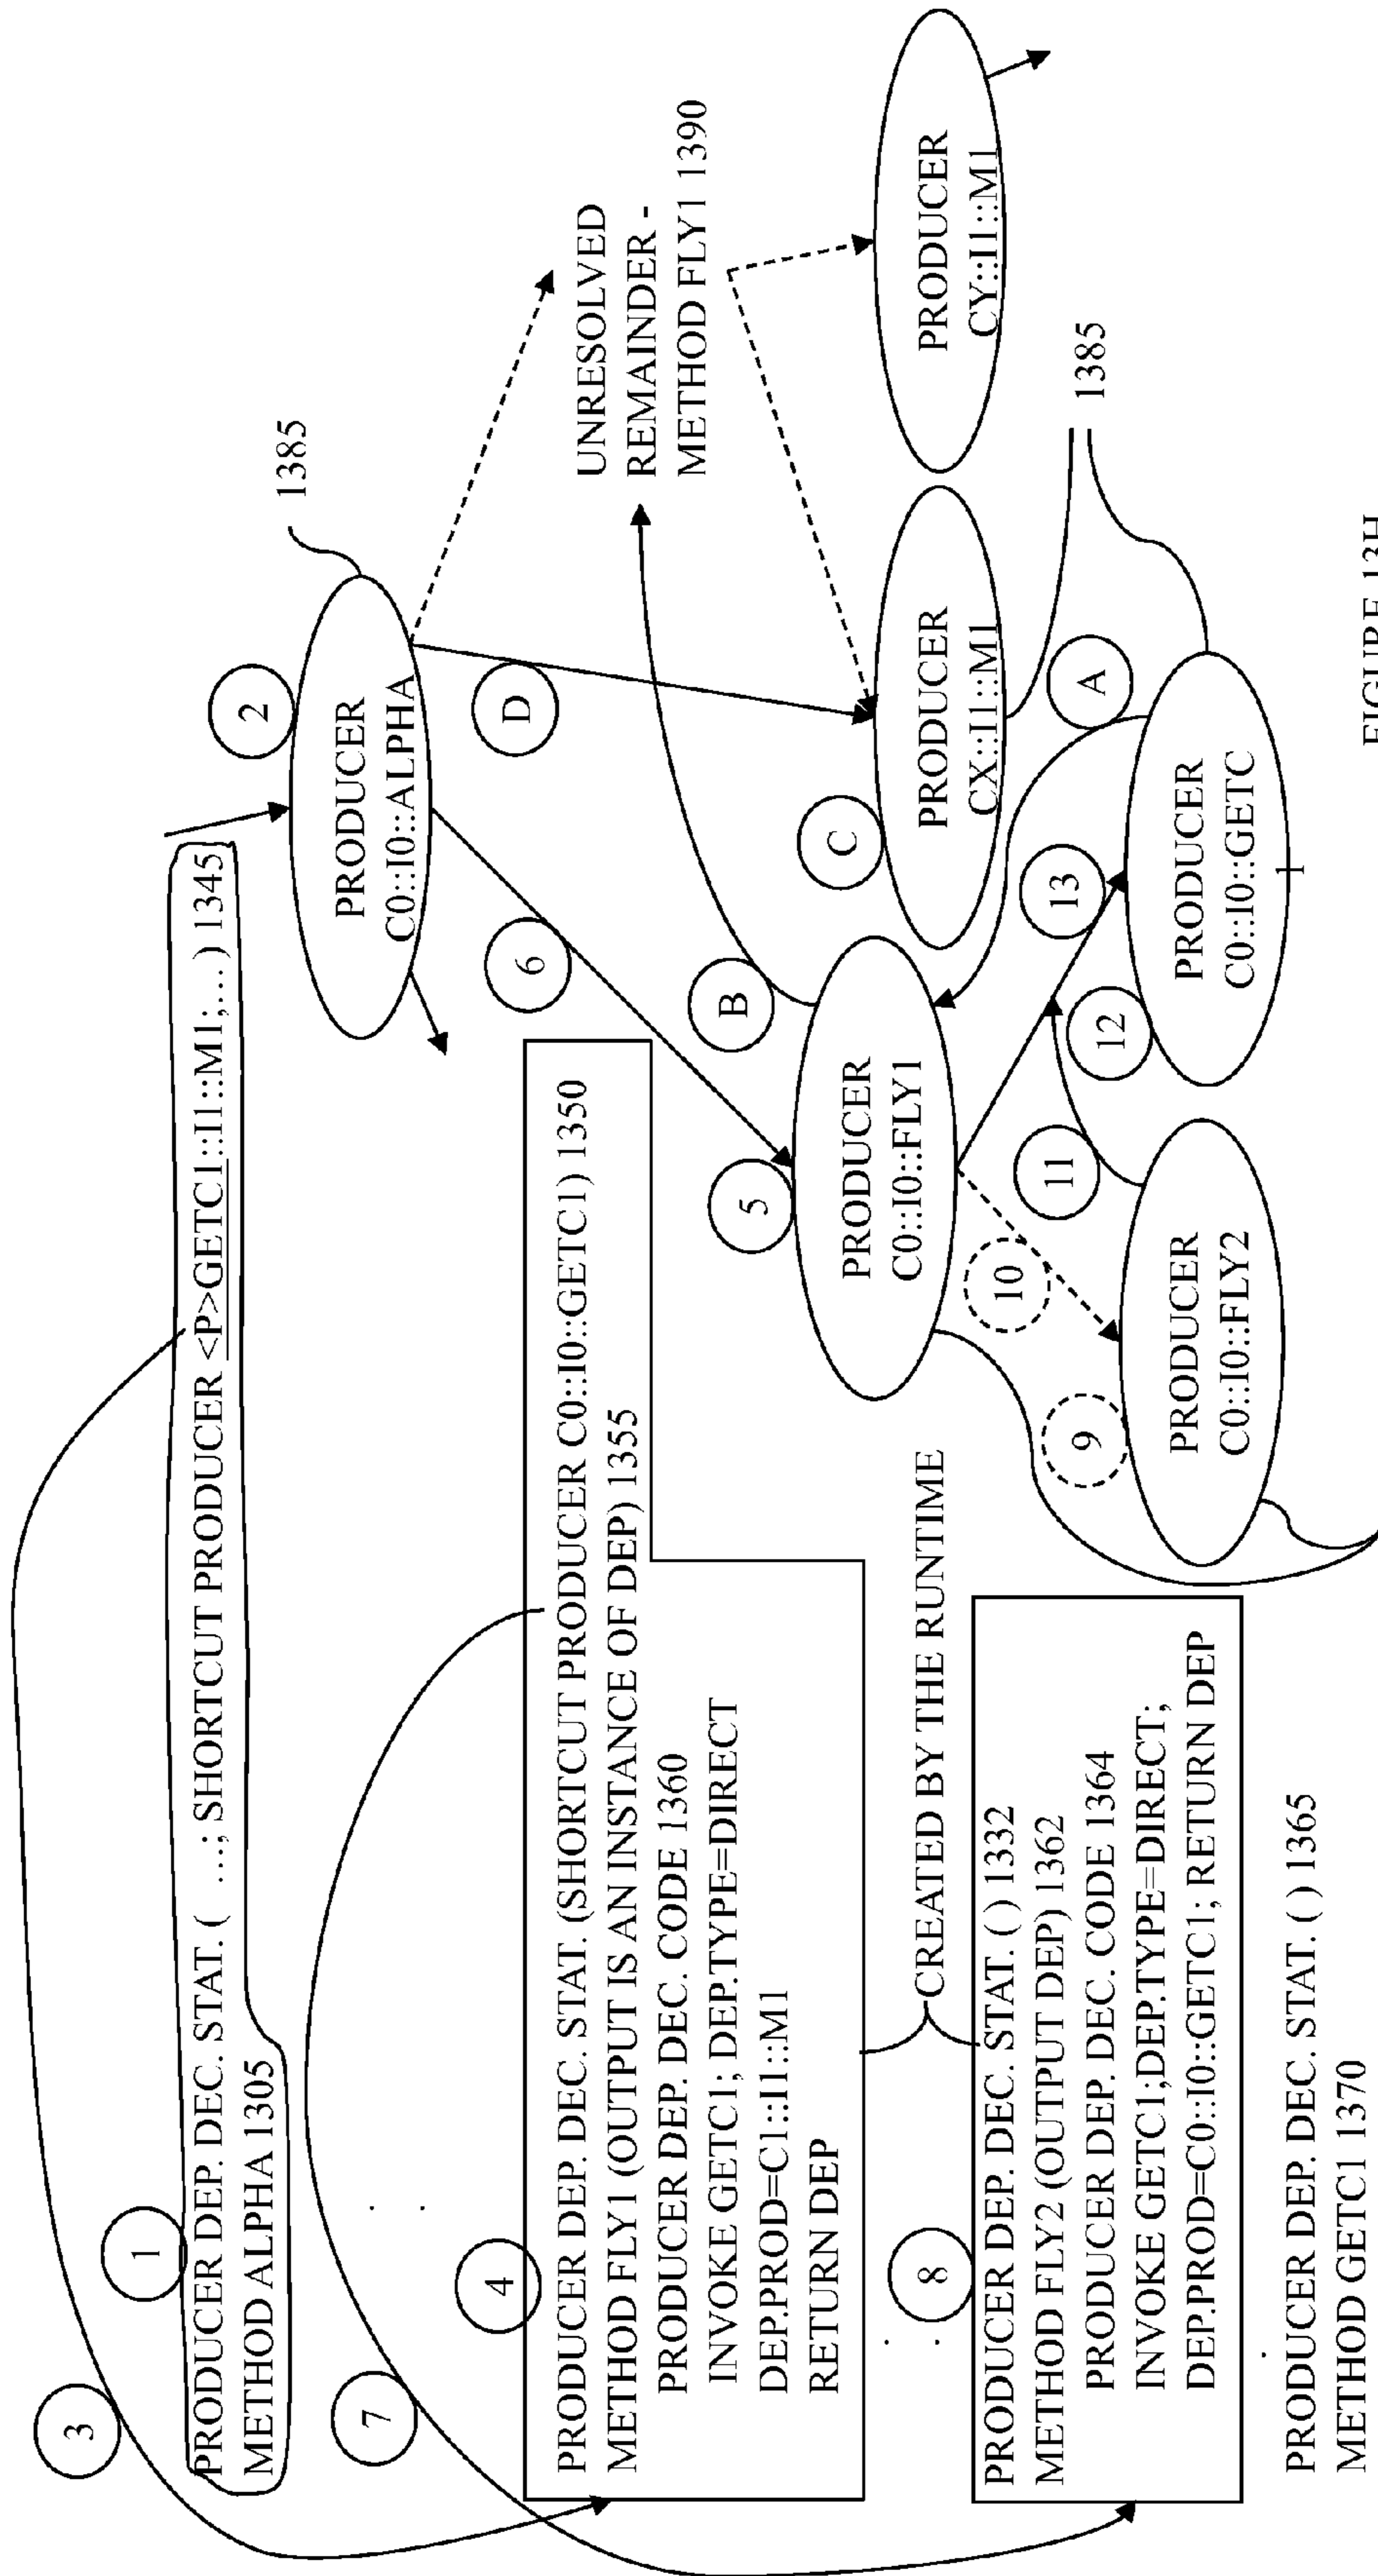 3
1
PRODUCER DEP. DEC. STAT. ( …; SHORTCUT PRODUCER <P>GETC1::I1::M1;… ) 1345
METHOD ALPHA 1305
2
PRODUCER
C0::I0::ALPHA
1385
7
4
PRODUCER DEP. DEC. STAT. (SHORTCUT PRODUCER C0::I0::GETC1) 1350
METHOD FLY1 (OUTPUT IS AN INSTANCE OF DEP) 1355
PRODUCER DEP. DEC. CODE 1360
INVOKE GETC1; DEP.TYPE=DIRECT
DEP.PROD=C1::I1::M1
RETURN DEP
6
D
UNRESOLVED
REMAINDER -
METHOD FLY1 1390
CREATED BY THE RUNTIME
5
B
C
PRODUCER
C0::I0::FLY1
PRODUCER
CX::I1::M1
PRODUCER
CY::I1::M1
8
PRODUCER DEP. DEC. STAT. ( ) 1332
METHOD FLY2 (OUTPUT DEP) 1362
PRODUCER DEP. DEC. CODE 1364
INVOKE GETC1;DEP.TYPE=DIRECT;
DEP.PROD=C0::I0::GETC1; RETURN DEP
9
10
11
12
13
A
1385
PRODUCER
C0::I0::FLY2
PRODUCER
C0::I0::GETC
1
PRODUCER DEP. DEC. STAT. ( ) 1365
METHOD GETC1 1370
FIGURE 13H